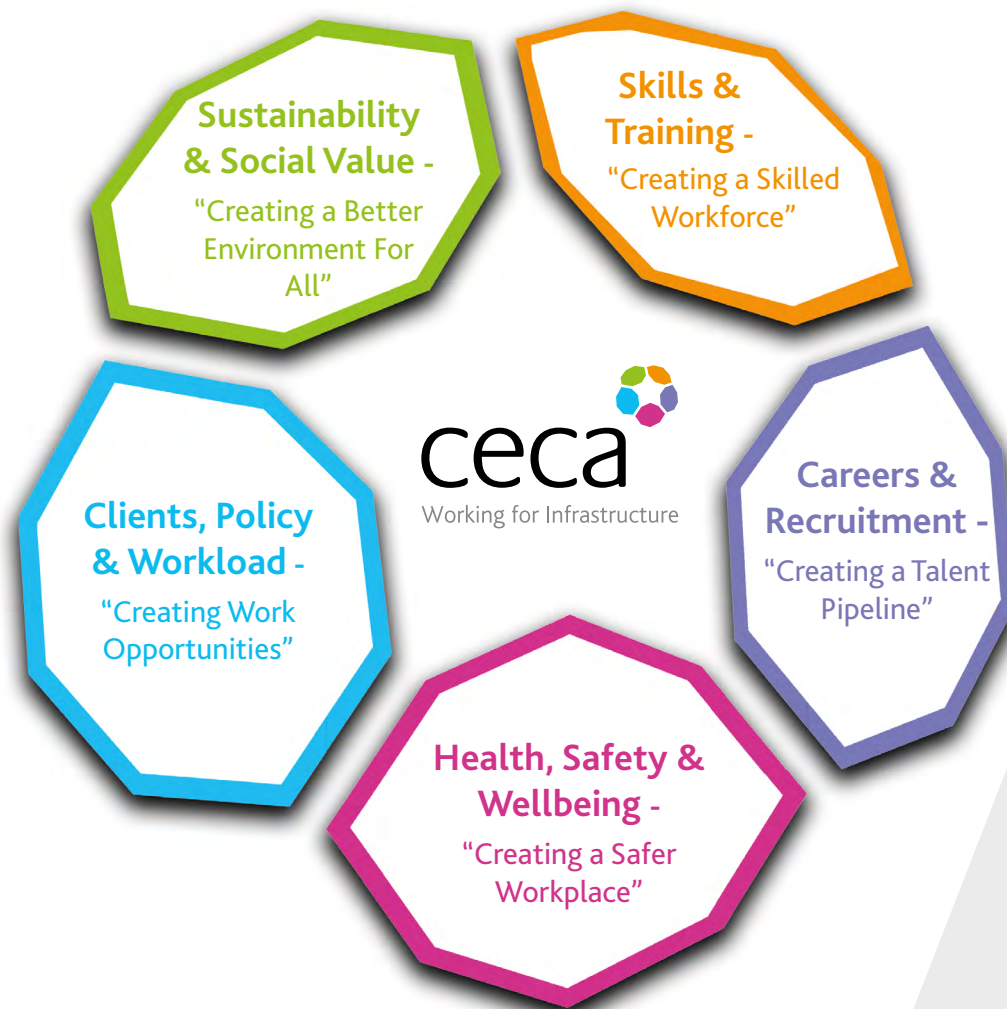 Sustainability
& Social Value -
“Creating a Better
Environment For
All”
Skills &
Training -
“Creating a Skilled
Workforce”
ceca
Working for Infrastructure
Careers &
Recruitment -
“Creating a Talent
Pipeline”
Clients, Policy
& Workload -
“Creating Work
Opportunities”
Health, Safety &
Wellbeing -
“Creating a Safer
Workplace”